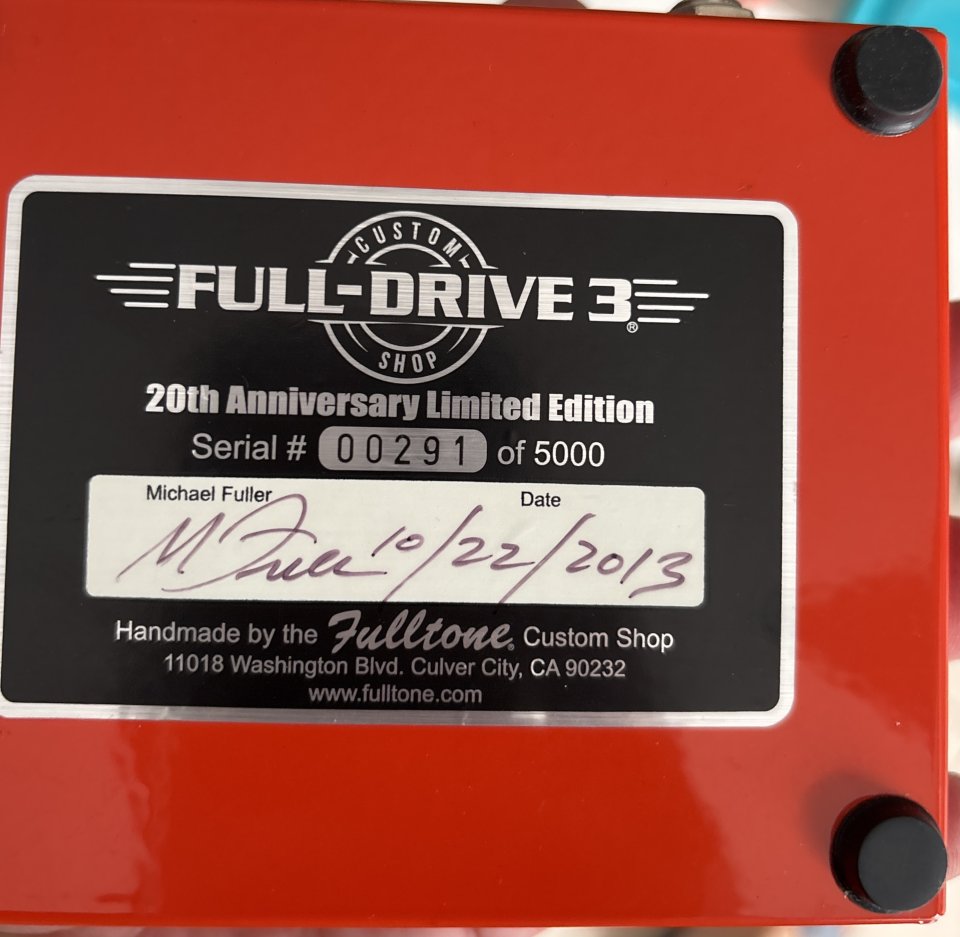 CUSTOM
FULL-DRIVE 3®
SHOP
20th Anniversary Limited Edition
Serial # 00291 of 5000
Michael Fuller Date
M Fuller 10/22/2013
Handmade by the Fulltone® Custom Shop
11018 Washington Blvd. Culver City, CA 90232
www.fulltone.com